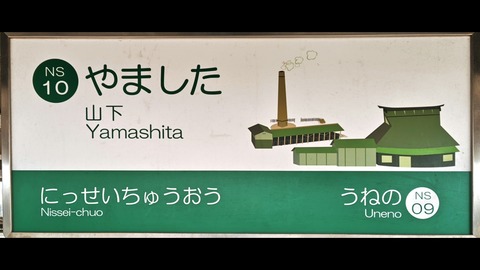 NS
10
やました
山下
Yamashita
にっせいちゅうおう
Nissei-chuo
うねの
Uneno
NS
09